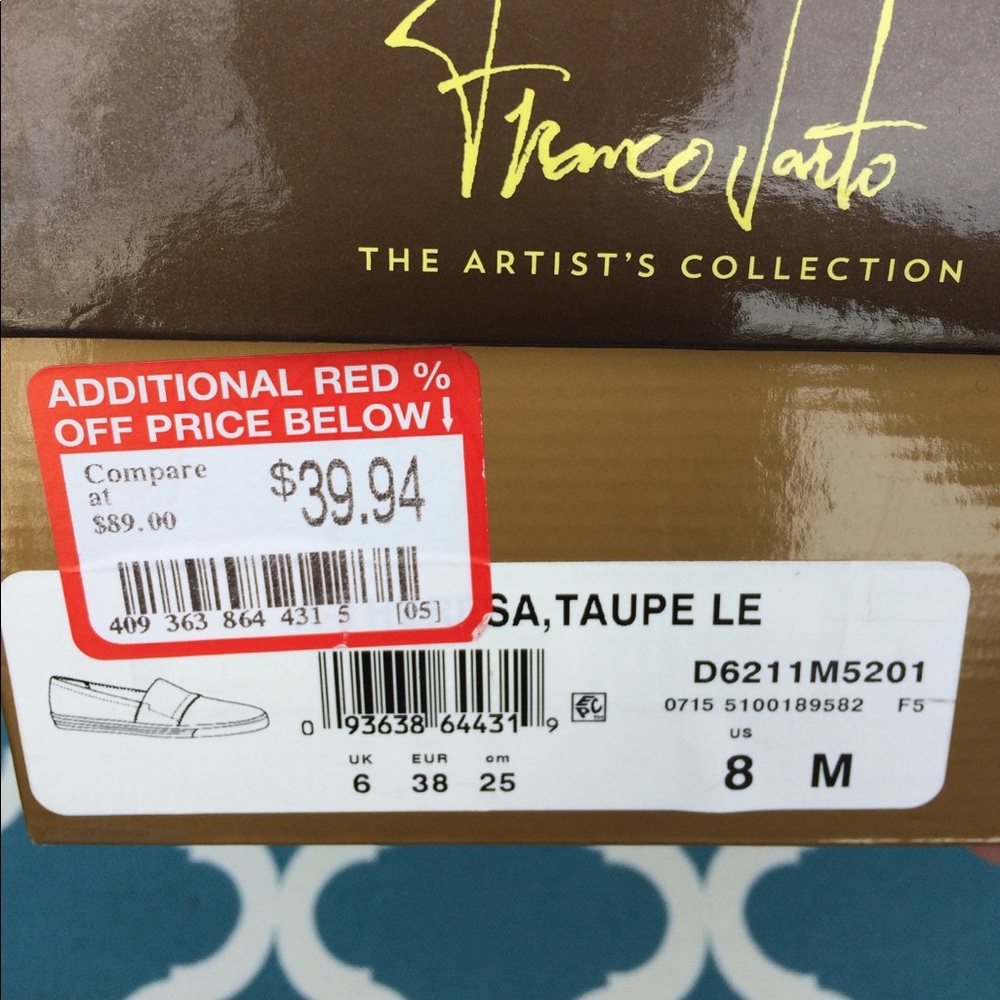 Franco Sarto
THE ARTIST'S COLLECTION
ADDITIONAL RED %
OFF PRICE BELOW
Compare
at
$89.00
$39.94
409 363 864 431 5 [05]
SA,TAUPE LE
D6211M5201
0715 5100189582 F5
0 93638 64431 9
EPC
UK EUR cm
6 38 25
US
8 M